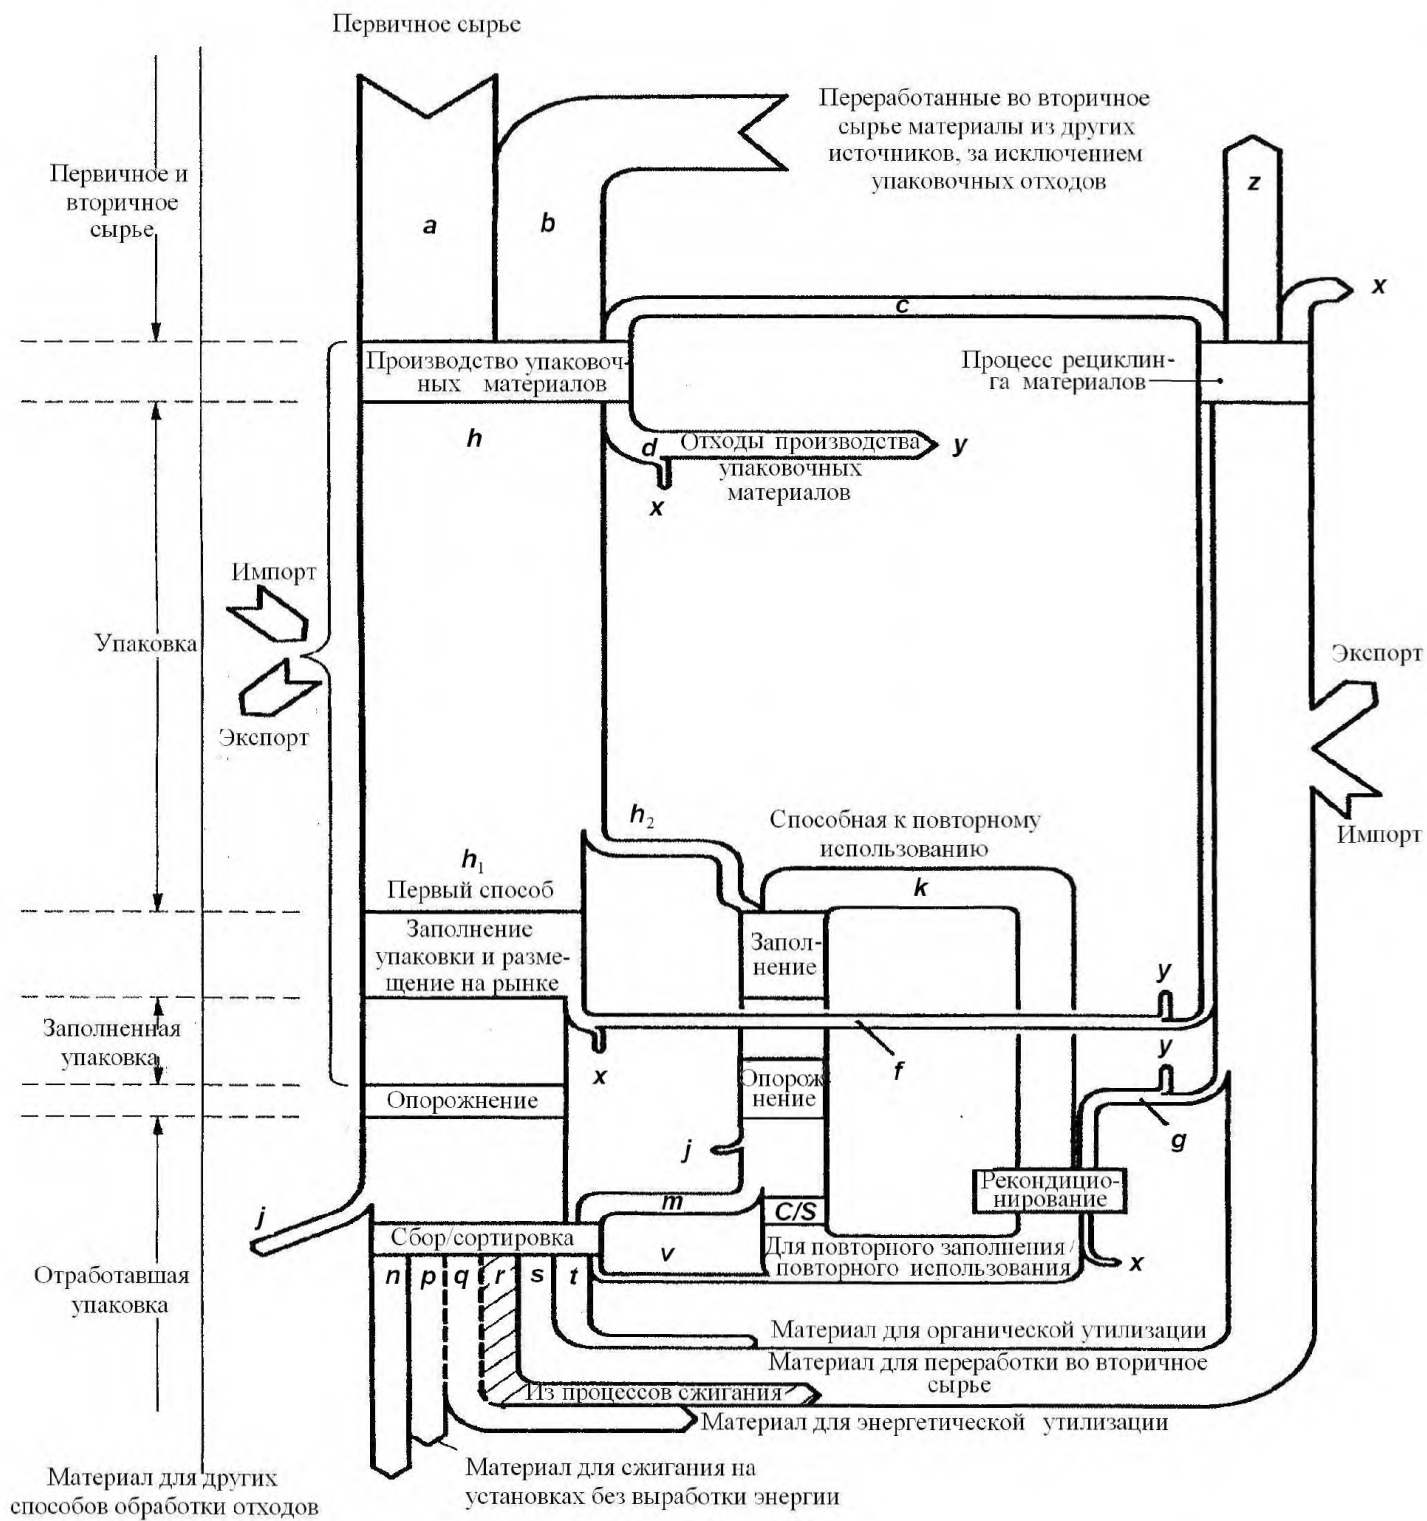 Первичное сырье
Переработанные во вторичное
сырье материалы из других
источников, за исключением
упаковочных отходов
Первичное и
вторичное
сырье
a
b
z
x
c
Производство упаковоч-
ных материалов
Процесс рециклин-
га материалов
h
d
Отходы производства
упаковочных
материалов
y
x
Импорт
Упаковка
Экспорт
Экспорт
Импорт
h2
Способная к повторному
использованию
h1
Первый способ
k
Заполнение
упаковки и разме-
щение на рынке
Запол-
нение
y
Заполненная
упаковка
x
f
y
Опорожнение
Опорож
нение
g
j
j
m
C/S
Рекондицио-
нирование
Сбор/сортировка
v
Для повторного заполнения/
повторного использования
x
Отработавшая
упаковка
n p q r s t
Материал для органической утилизации
Материал для переработки во вторичное
сырье
Из процессов сжигания
Материал для энергетической утилизации
Материал для сжигания на
установках без выработки энергии
Материал для других
способов обработки отходов